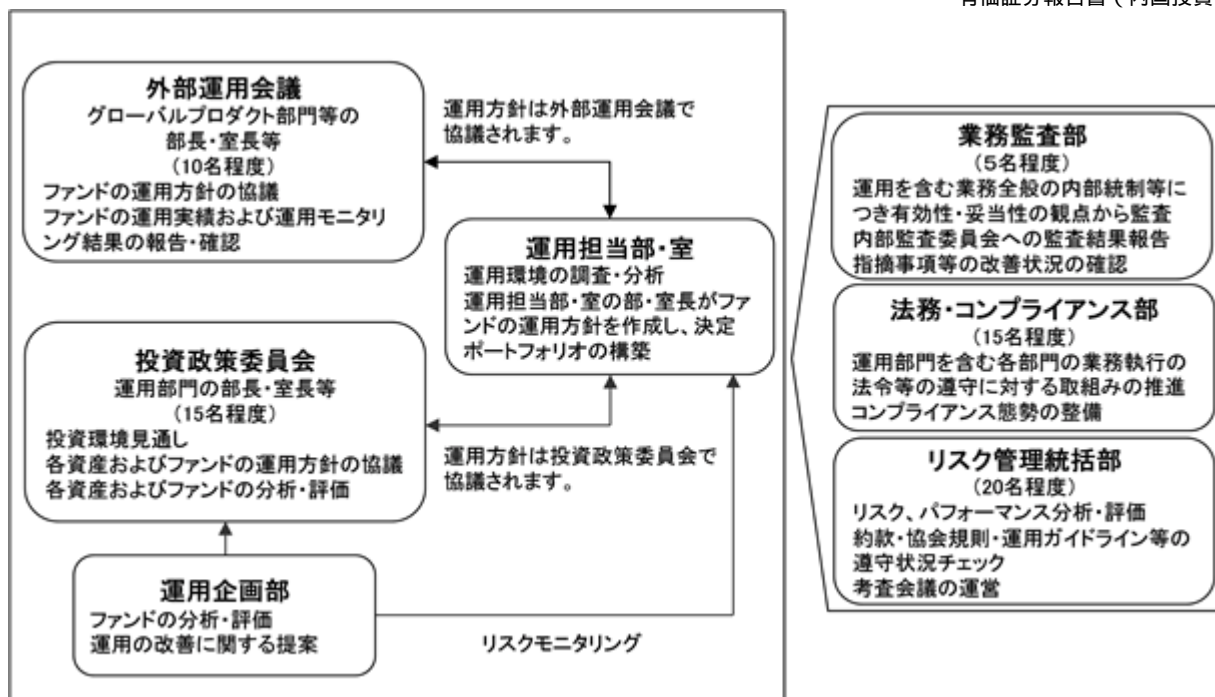 外部運用会議
グローバルプロダクト部門等の
部長・室長等
(10名程度)
ファンドの運用方針の協議
ファンドの運用実績および運用モニタリ
ング結果の報告・確認
運用方針は外部運用会議で
協議されます。
運用担当部・室
運用環境の調査・分析
運用担当部・室の部・室長がファ
ンドの運用方針を作成し、決定
ポートフォリオの構築
投資政策委員会
運用部門の部長・室長等
(15名程度)
投資環境見通し
各資産およびファンドの運用方針の協議
各資産およびファンドの分析・評価
運用方針は投資政策委員会で
協議されます。
運用企画部
ファンドの分析・評価
運用の改善に関する提案
リスクモニタリング
業務監査部
(5名程度)
運用を含む業務全般の内部統制等に
つき有効性・妥当性の観点から監査
内部監査委員会への監査結果報告
指摘事項等の改善状況の確認
法務・コンプライアンス部
(15名程度)
運用部門を含む各部門の業務執行の
法令等の遵守に対する取組みの推進
コンプライアンス態勢の整備
リスク管理統括部
(20名程度)
リスク、パフォーマンス分析・評価
約款・協会規則・運用ガイドライン等の
遵守状況チェック
考査会議の運営